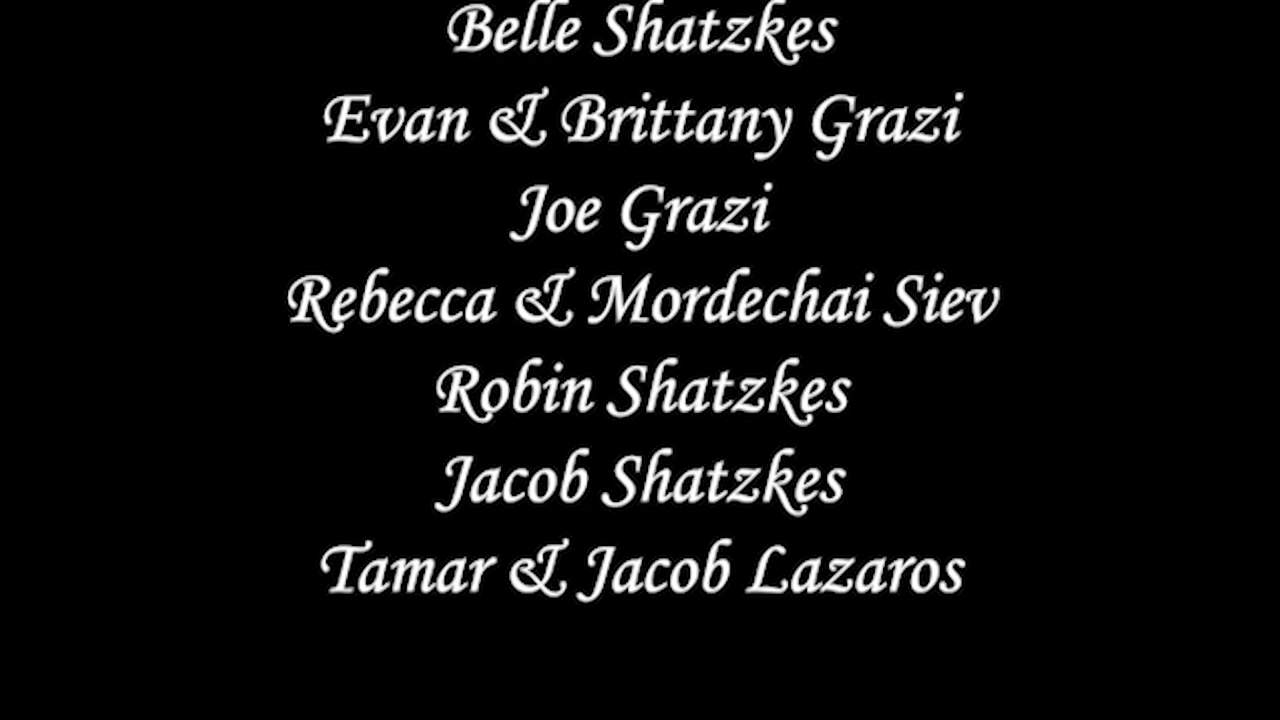 Belle Shatzkes
Evan & Brittany Grazi
Joe Grazi
Rebecca & Mordechai Siev
Robin Shatzkes
Jacob Shatzkes
Tamar & Jacob Lazaros